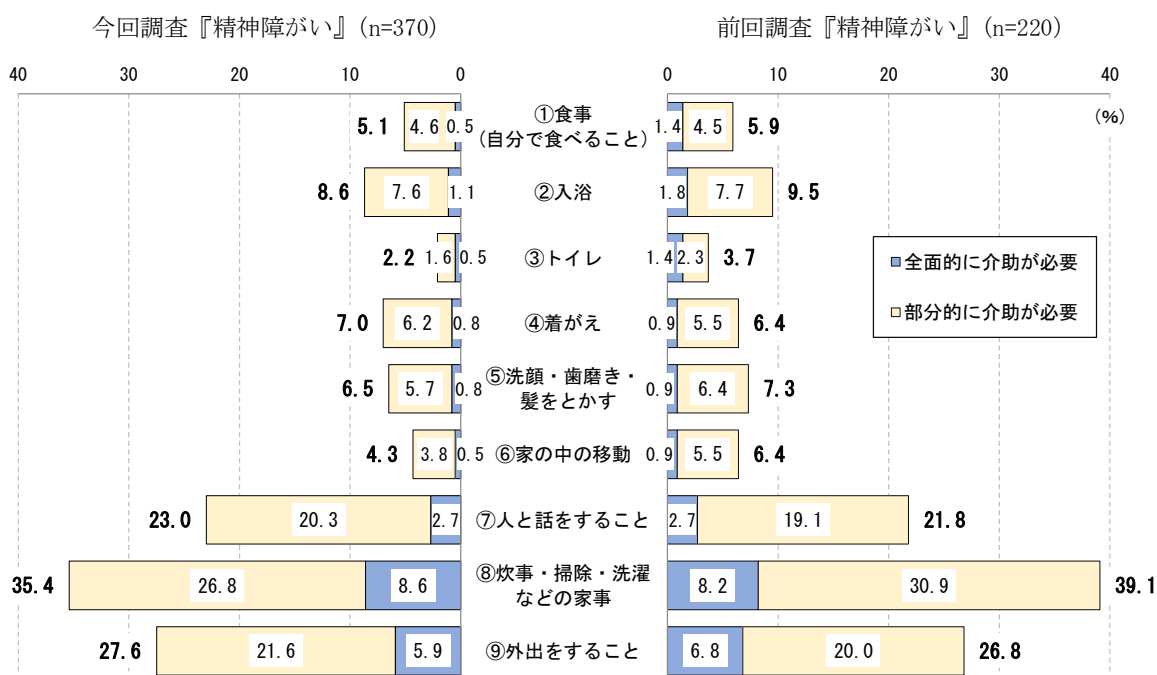 今回調査『精神障がい』(n=370)
前回調査『精神障がい』(n=220)
40 30 20 10 0
0 10 20 30 40
(%)
5.1 4.6 0.5
①食事
(自分で食べること)
1.4 4.5 5.9
8.6 7.6 1.1
②入浴
1.8 7.7 9.5
2.2 1.6 0.5
③トイレ
1.4 2.3 3.7
7.0 6.2 0.8
④着がえ
0.9 5.5 6.4
6.5 5.7 0.8
⑤洗顔・歯磨き・
髪をとかす
0.9 6.4 7.3
4.3 3.8 0.5
⑥家の中の移動
0.9 5.5 6.4
23.0 20.3 2.7
⑦人と話をすること
2.7 19.1 21.8
35.4 26.8 8.6
⑧炊事・掃除・洗濯
などの家事
8.2 30.9 39.1
27.6 21.6 5.9
⑨外出をすること
6.8 20.0 26.8
全面的に介助が必要
部分的に介助が必要